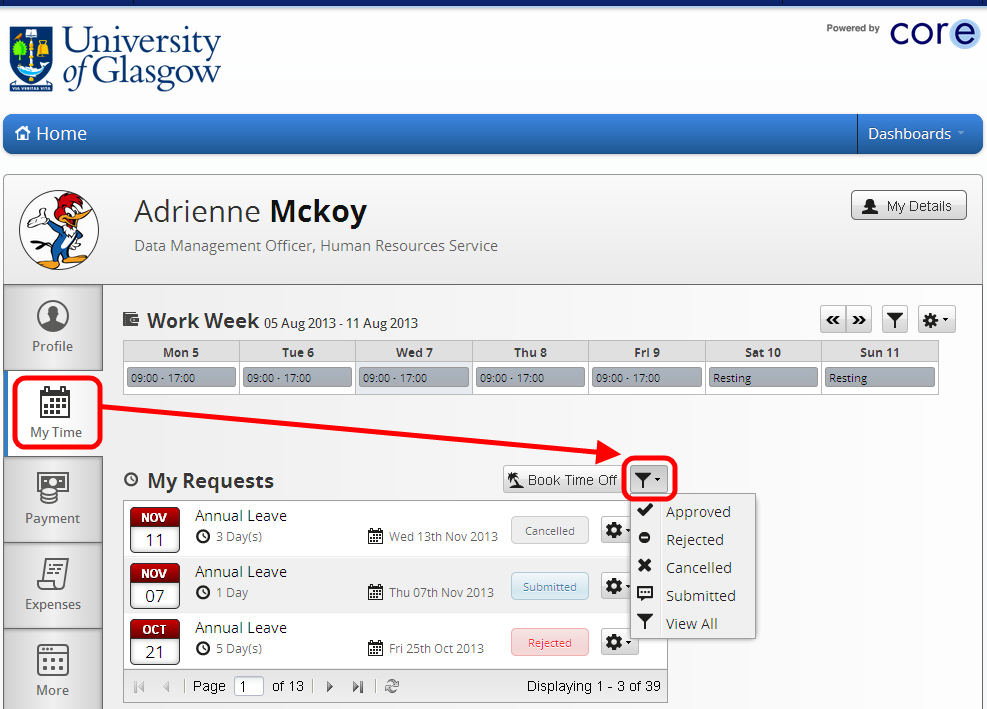 University
of Glasgow
VIA VERITAS VITA
Powered by core
Home
Dashboards
Adrienne Mckoy
Data Management Officer, Human Resources Service
My Details
Profile
My Time
Payment
Expenses
More
Work Week 05 Aug 2013 - 11 Aug 2013
Mon 5 Tue 6 Wed 7 Thu 8 Fri 9 Sat 10 Sun 11
09:00 - 17:00 09:00 - 17:00 09:00 - 17:00 09:00 - 17:00 09:00 - 17:00 Resting Resting
My Requests
Book Time Off
NOV
11
Annual Leave
3 Day(s)
Wed 13th Nov 2013
Cancelled
NOV
07
Annual Leave
1 Day
Thu 07th Nov 2013
Submitted
OCT
21
Annual Leave
5 Day(s)
Fri 25th Oct 2013
Rejected
Approved
Rejected
Cancelled
Submitted
View All
Page 1 of 13
Displaying 1 - 3 of 39